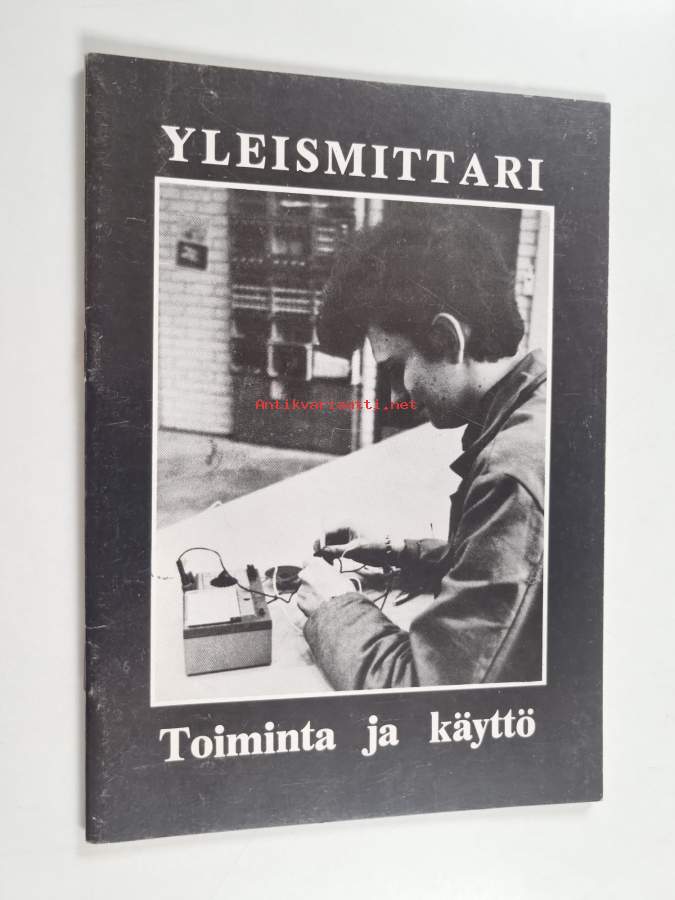 YLEISMITTARI
Antikvariaatti.net
Toiminta ja käyttö